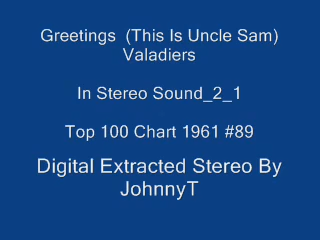 Greetings  (This Is Uncle Sam)
Valadiers
In Stereo Sound_2_1
Top 100 Chart 1961 #89
Digital Extracted Stereo By
JohnnyT